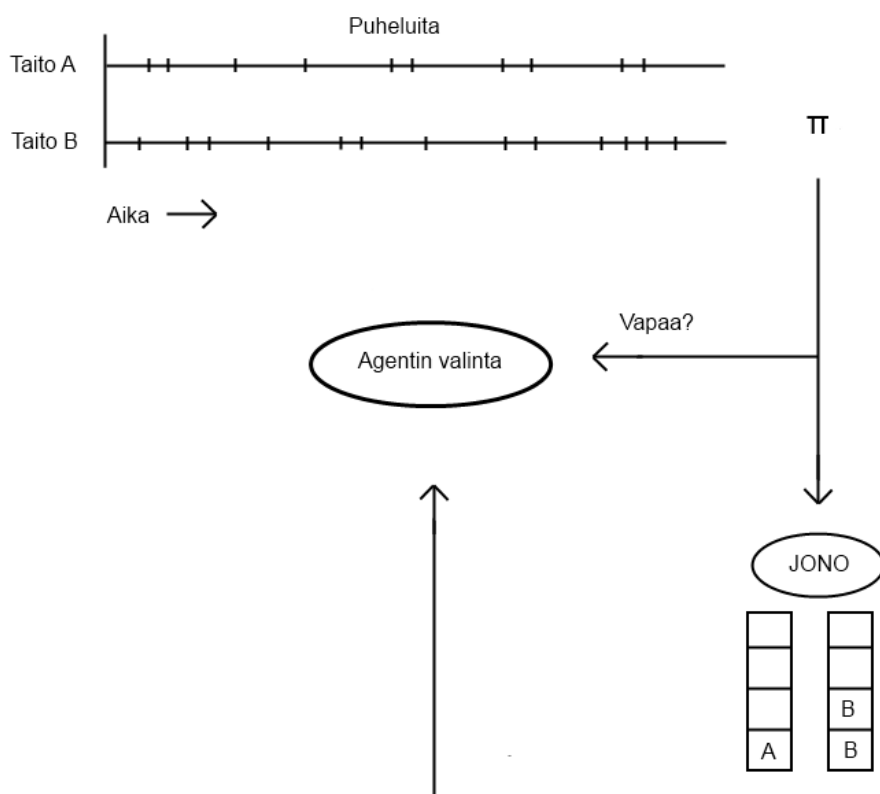 Puheluita
Taito A
Taito B
π
Aika
Vapaa?
Agentin valinta
JONO
B
A B